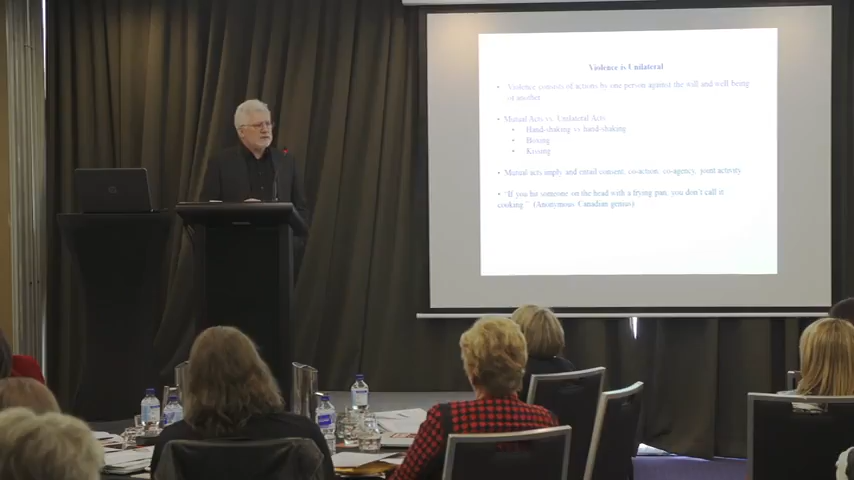 Violence is Unilateral
• Violence consists of actions by one person against the will and well being
of another.
• Mutual Acts vs. Unilateral Acts
• Hand-shaking vs hand-shaking
• Boxing
• Kissing
• Mutual acts imply and entail consent, co-action, co-agency, joint activity
• "If you hit someone on the head with a frying pan, you don't call it
cooking." (Anonymous Canadian genius)